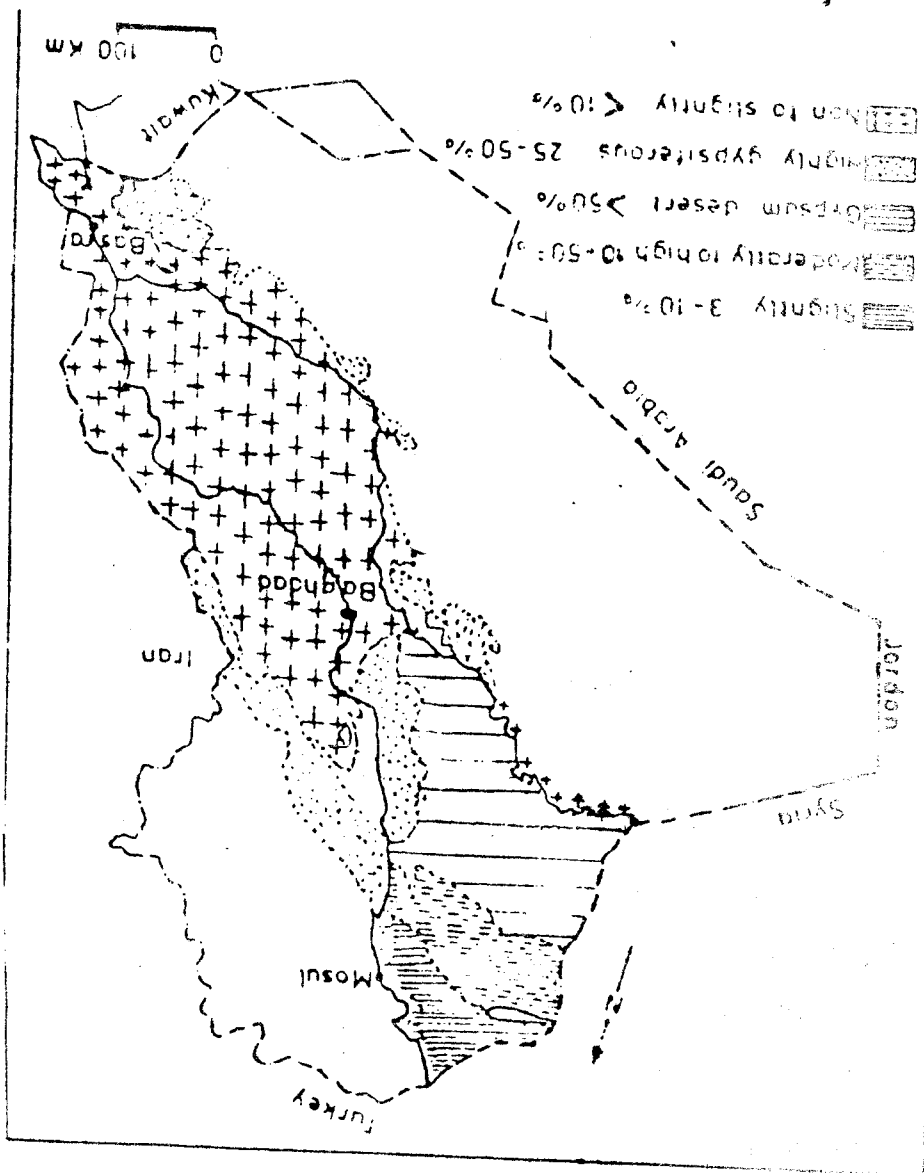 Turkey
N
Mosul
Syria
Jordan
Iran
Baghdad
Saudi Arabia
Slightly 3-10%
Moderatly to high 10-50%
Gypsum desert >50%
Highly gypsiferous 25-50%
Non to slightly <10%
Basra
Kuwait
0 100 Km